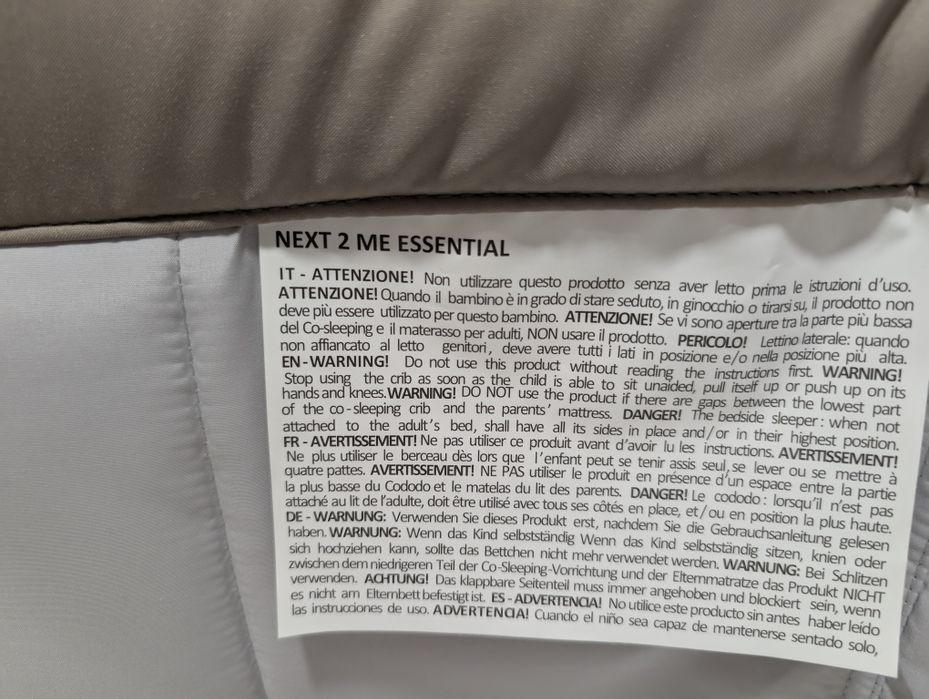 NEXT 2 ME ESSENTIAL
IT - ATTENZIONE! Non utilizzare questo prodotto senza aver letto prima le istruzioni d'uso.
ATTENZIONE! Quando il bambino è in grado di stare seduto, in ginocchio o tirarsi su, il prodotto non
deve più essere utilizzato per questo bambino. ATTENZIONE! Se vi sono aperture tra la parte più bassa
del Co-sleeping e il materasso per adulti, NON usare il prodotto. PERICOLO! Lettino laterale: quando
non affiancato al letto genitori, deve avere tutti i lati in posizione e/o nella posizione più alta.
EN-WARNING! Do not use this product without reading the instructions first. WARNING!
Stop using the crib as soon as the child is able to sit unaided, pull itself up or push up on its
hands and knees. WARNING! DO NOT use the product if there are gaps between the lowest part
of the co-sleeping crib and the parents' mattress. DANGER! The bedside sleeper: when not
attached to the adult's bed, shall have all its sides in place and/or in their highest position.
FR - AVERTISSEMENT! Ne pas utiliser ce produit avant d'avoir lu les instructions. AVERTISSEMENT!
Ne plus utiliser le berceau dès lors que l'enfant peut se tenir assis seul, se lever ou se mettre à
quatre pattes. AVERTISSEMENT! NE PAS utiliser le produit en présence d'un espace entre la partie
la plus basse du Cododo et le matelas du lit des parents. DANGER! Le cododo: lorsqu'il n'est pas
attaché au lit de l'adulte, doit être utilisé avec tous ses côtés en place, et/ou en position la plus haute.
DE - WARNUNG: Verwenden Sie dieses Produkt erst, nachdem Sie die Gebrauchsanleitung gelesen
haben. WARNUNG: Wenn das Kind selbstständig Wenn das Kind selbstständig sitzen, knien oder
sich hochziehen kann, sollte das Bettchen nicht mehr verwendet werden. WARNUNG: Bei Schlitzen
zwischen dem niedrigeren Teil der Co-Sleeping-Vorrichtung und der Elternmatratze das Produkt NICHT
verwenden. ACHTUNG! Das klappbare Seitenteil muss immer angehoben und blockiert sein, wenn
es nicht am Elternbett befestigt ist. ES - ADVERTENCIA! No utilice este producto sin antes haber leído
las instrucciones de uso. ADVERTENCIA! Cuando el niño sea capaz de mantenerse sentado solo,